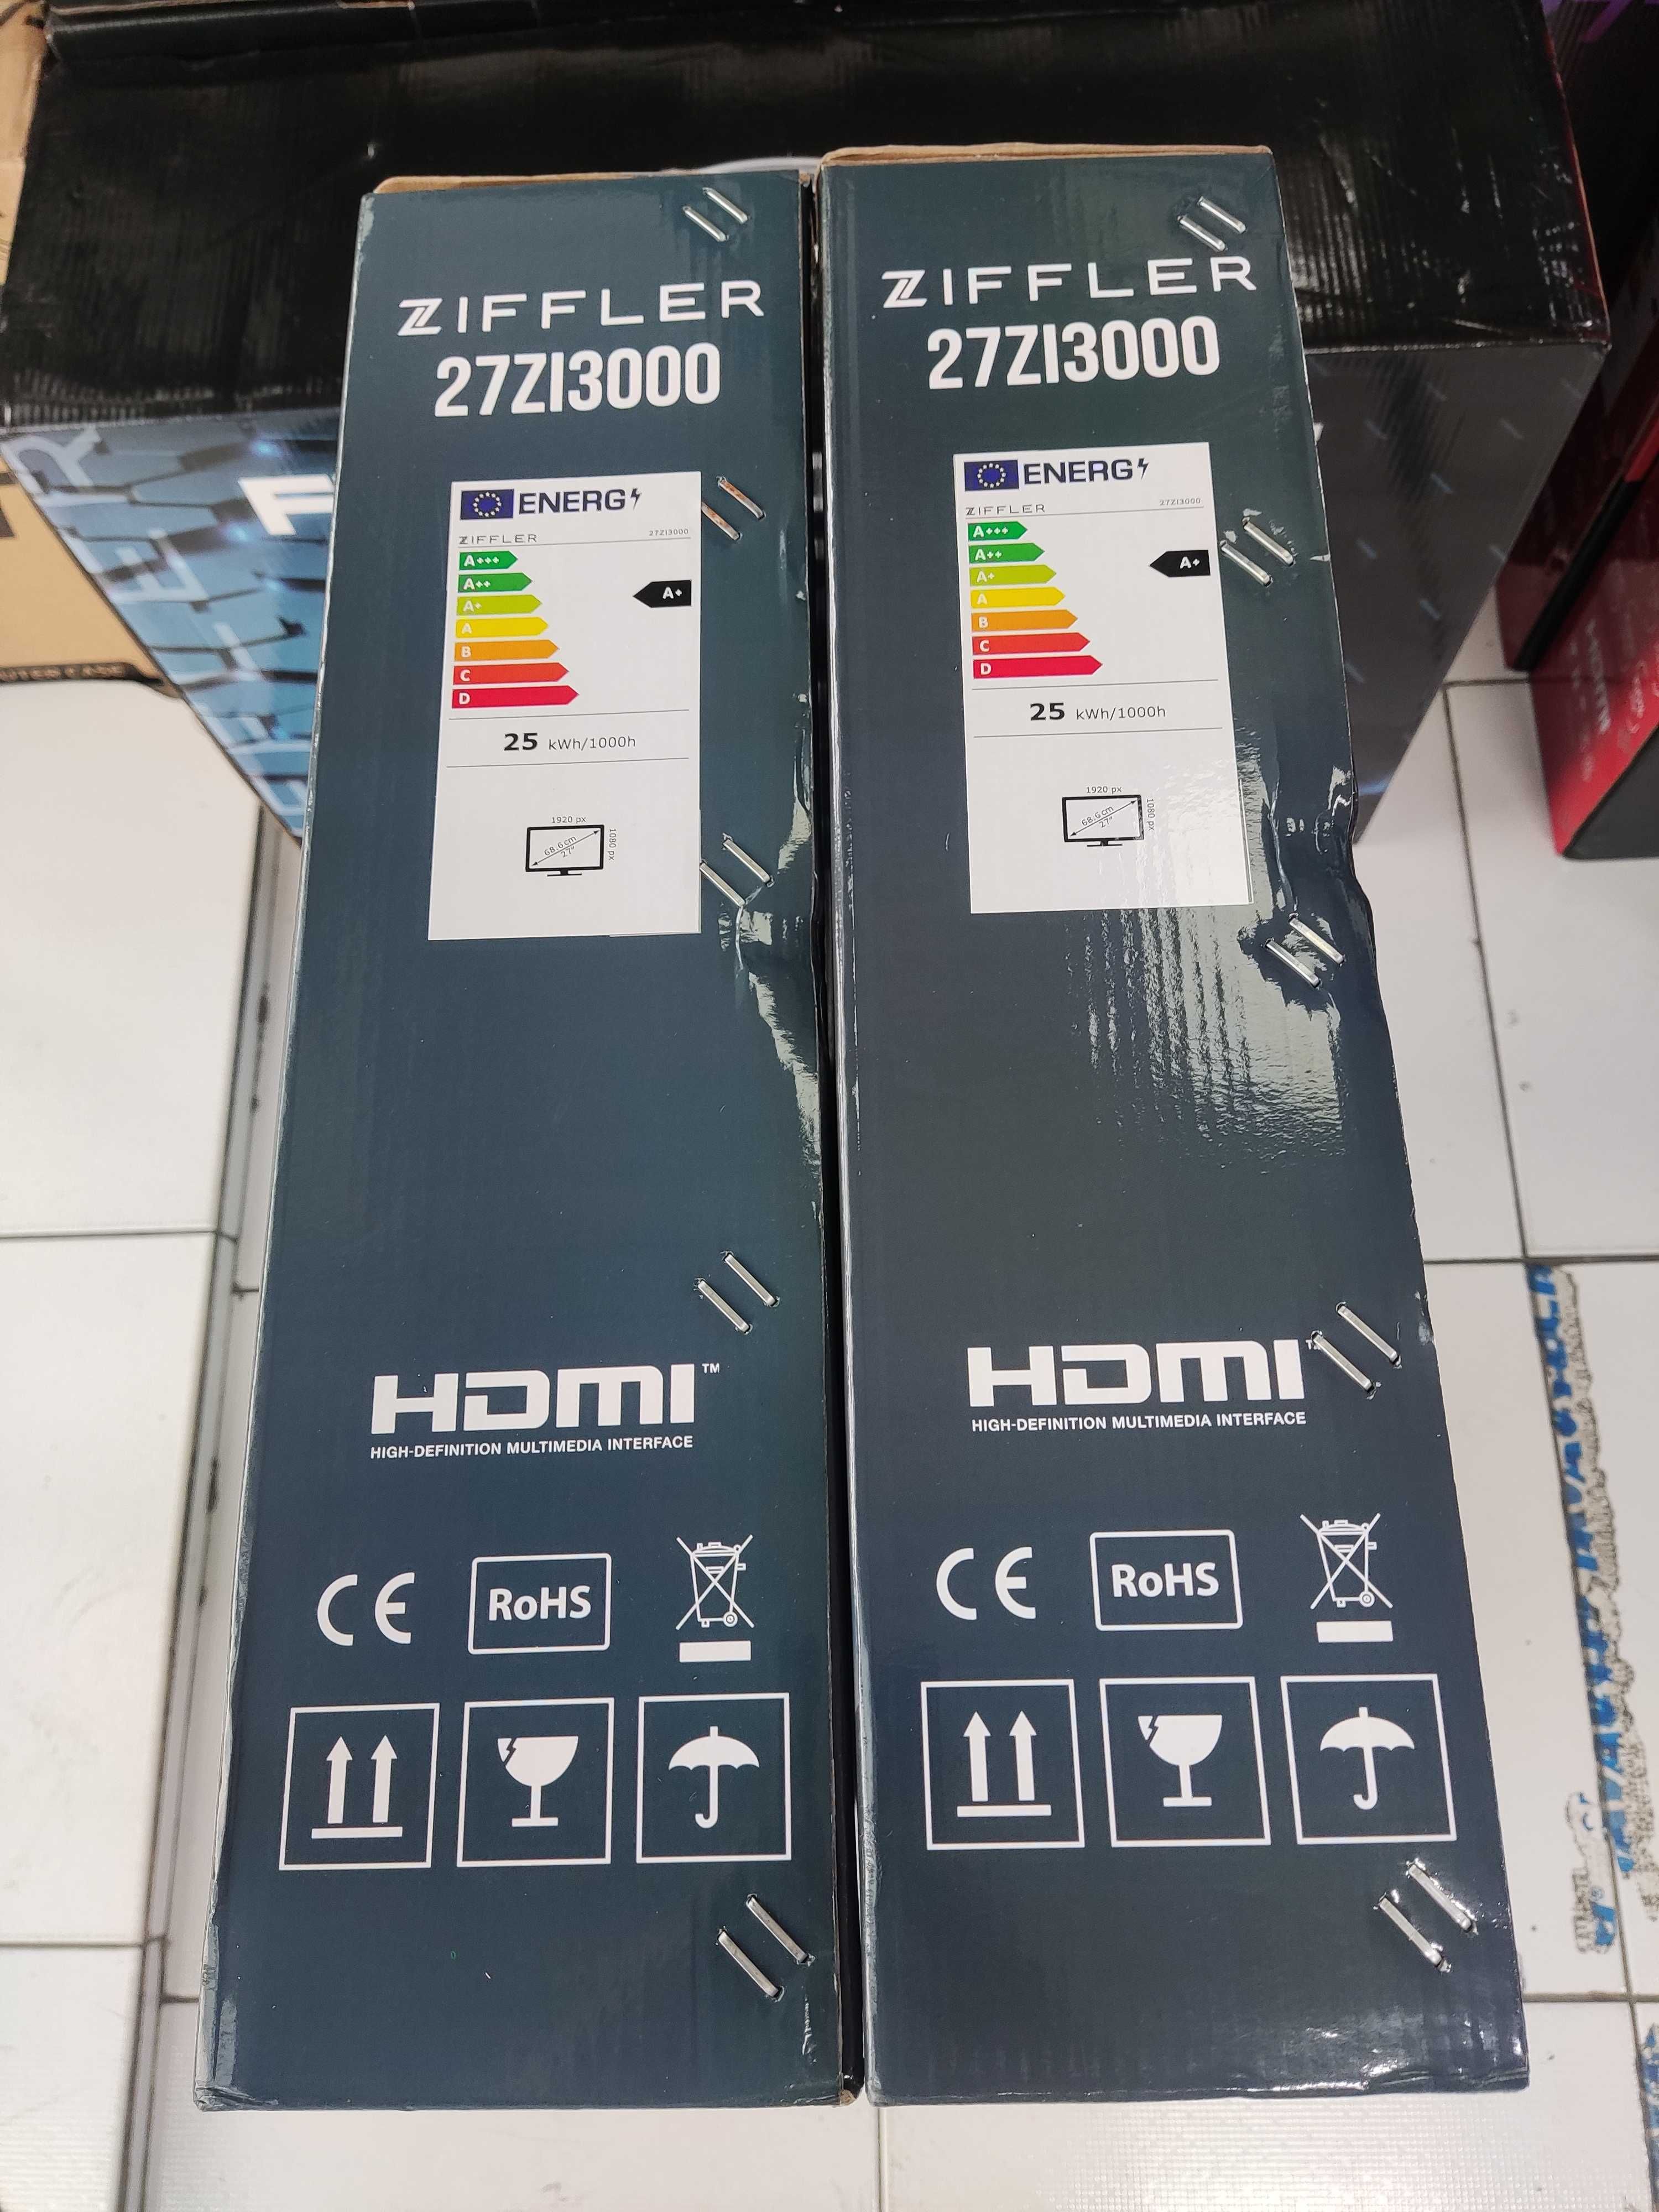 ZIFFLER
27ZI3000
ENERG
ZIFFLER 27ZI3000
A+++
A++
A+
A
B
C
D
A+
25 kWh/1000h
1920 px
1080 px
68.6 cm
27"
HDMI™
HIGH-DEFINITION MULTIMEDIA INTERFACE
CE
RoHS
ZIFFLER
27ZI3000
ENERG
ZIFFLER 27ZI3000
A+++
A++
A+
A
B
C
D
A+
25 kWh/1000h
1920 px
1080 px
68.6 cm
27"
HDMI
HIGH-DEFINITION MULTIMEDIA INTERFACE
CE
RoHS